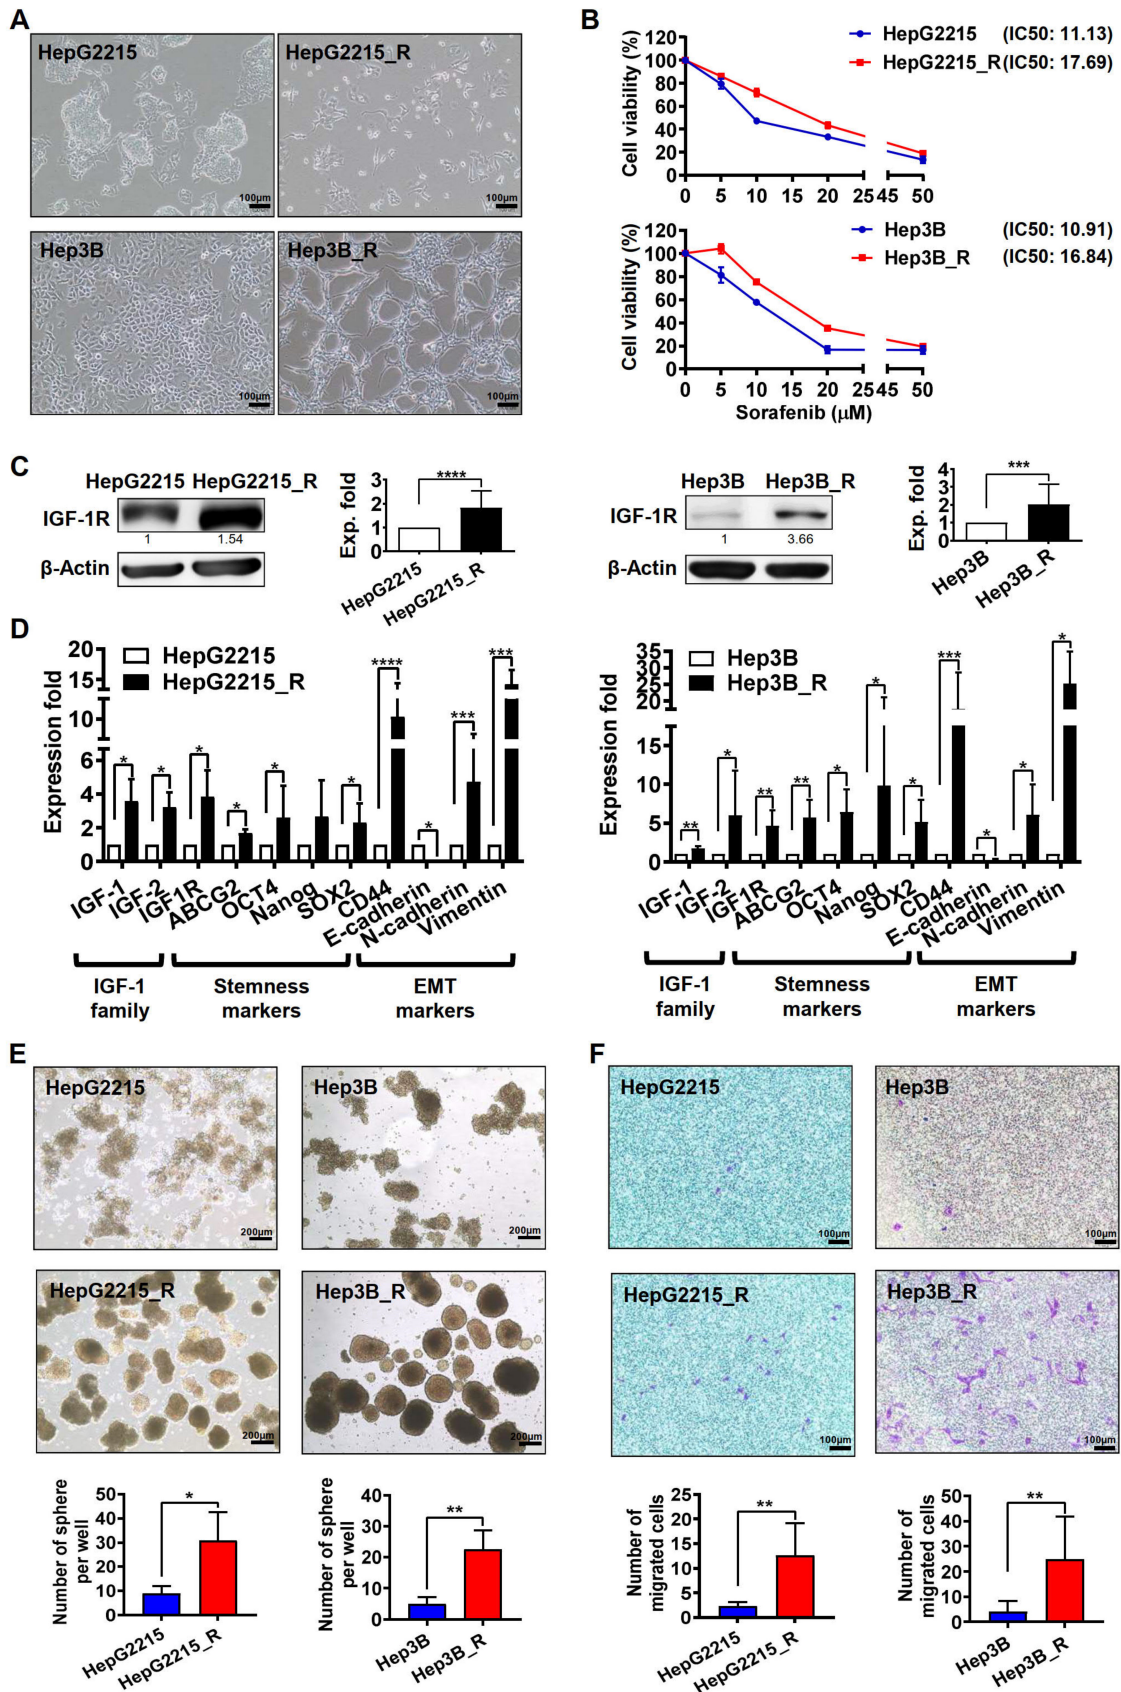 A
HepG2215
HepG2215_R
100μm
100μm
Hep3B
Hep3B_R
100μm
100μm
B
Cell viability (%)
120
100
80
60
40
20
0
0 5 10 20 25 45 50
HepG2215 (IC50: 11.13)
HepG2215_R (IC50: 17.69)
Cell viability (%)
120
100
80
60
40
20
0
0 5 10 20 25 45 50
Sorafenib (μM)
Hep3B (IC50: 10.91)
Hep3B_R (IC50: 16.84)
C
HepG2215 HepG2215_R
IGF-1R
1 1.54
β-Actin
Exp. fold
3
2
1
0
****
HepG2215
HepG2215_R
Hep3B Hep3B_R
IGF-1R
1 3.66
β-Actin
Exp. fold
4
3
2
1
0
***
Hep3B
Hep3B_R
D
Expression fold
20
15
10
6
4
2
0
HepG2215
HepG2215_R
* * * * * * **** * *** ***
IGF-1
IGF-2
IGF1R
ABCG2
OCT4
Nanog
SOX2
CD44
E-cadherin
N-cadherin
Vimentin
IGF-1 family
Stemness markers
EMT markers
Expression fold
35
30
25
20
15
10
5
0
Hep3B
Hep3B_R
** * ** ** * * * *** * * *
IGF-1
IGF-2
IGF1R
ABCG2
OCT4
Nanog
SOX2
CD44
E-cadherin
N-cadherin
Vimentin
IGF-1 family
Stemness markers
EMT markers
E
HepG2215
200μm
Hep3B
200μm
HepG2215_R
200μm
Hep3B_R
200μm
Number of sphere per well
50
40
30
20
10
0
*
HepG2215
HepG2215_R
Number of sphere per well
40
30
20
10
0
**
Hep3B
Hep3B_R
F
HepG2215
100μm
Hep3B
100μm
HepG2215_R
100μm
Hep3B_R
100μm
Number of migrated cells
25
20
15
10
5
0
**
HepG2215
HepG2215_R
Number of migrated cells
50
40
30
20
10
0
**
Hep3B
Hep3B_R